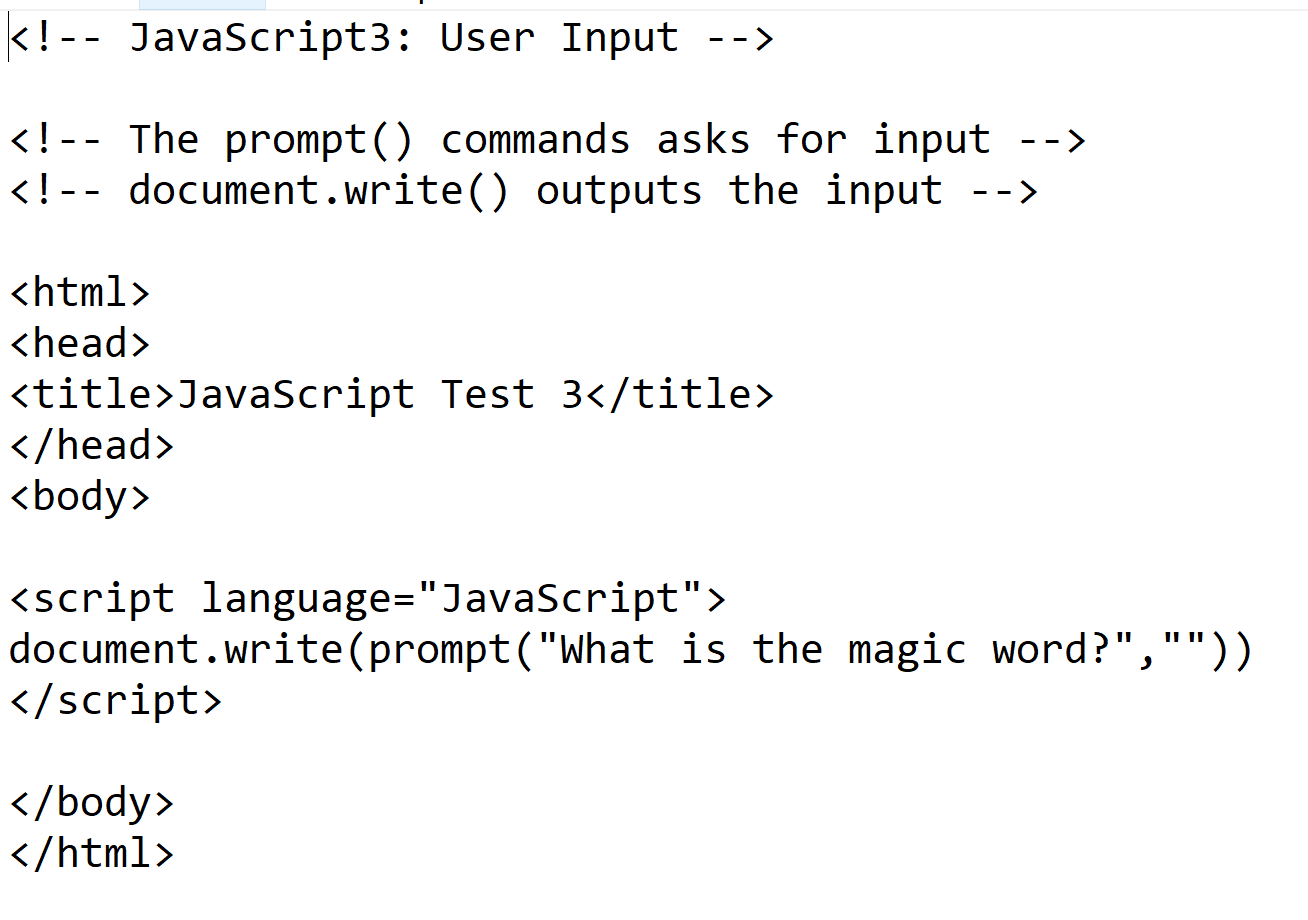 <!-- JavaScript3: User Input -->
<!-- The prompt() commands asks for input -->
<!-- document.write() outputs the input -->
<html>
<head>
<title>JavaScript Test 3</title>
</head>
<body>
<script language="JavaScript">
document.write(prompt("What is the magic word?",""))
</script>
</body>
</html>